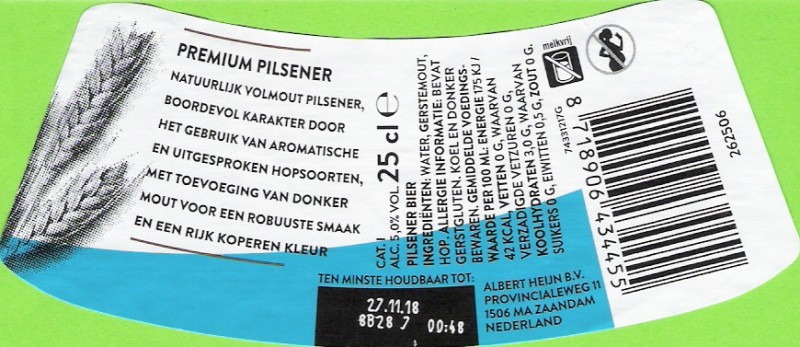 PREMIUM PILSENER
NATUURLIJK VOLMOUT PILSENER,
BOORDEVOL KARAKTER DOOR
HET GEBRUIK VAN AROMATISCHE
EN UITGESPROKEN HOPSOORTEN,
MET TOEVOEGING VAN DONKER
MOUT VOOR EEN ROBUUSTE SMAAK
EN EEN RIJK KOPEREN KLEUR
CAT. I
ALC. 5,0% VOL. 25 cl e
PILSENER BIER
INGREDIËNTEN: WATER, GERSTEMOUT,
HOP. ALLERGIE INFORMATIE: BEVAT
GERSTGLUTEN. KOEL EN DONKER
BEWAREN. GEMIDDELDE VOEDINGS-
WAARDE PER 100 ML: ENERGIE 175 KJ /
42 KCAL, VETTEN 0 G, WAARVAN
VERZADIGDE VETZUREN 0 G,
KOOLHYDRATEN 3,0 G, WAARVAN
SUIKERS 0 G, EIWITTEN 0,5 G, ZOUT 0 G.
melkvrij
74331217G
8 718906 434455
262506
TEN MINSTE HOUDBAAR TOT:
27.11.18
8B28 7 00:48
ALBERT HEIJN B.V.
PROVINCIALEWEG 11
1506 MA ZAANDAM
NEDERLAND